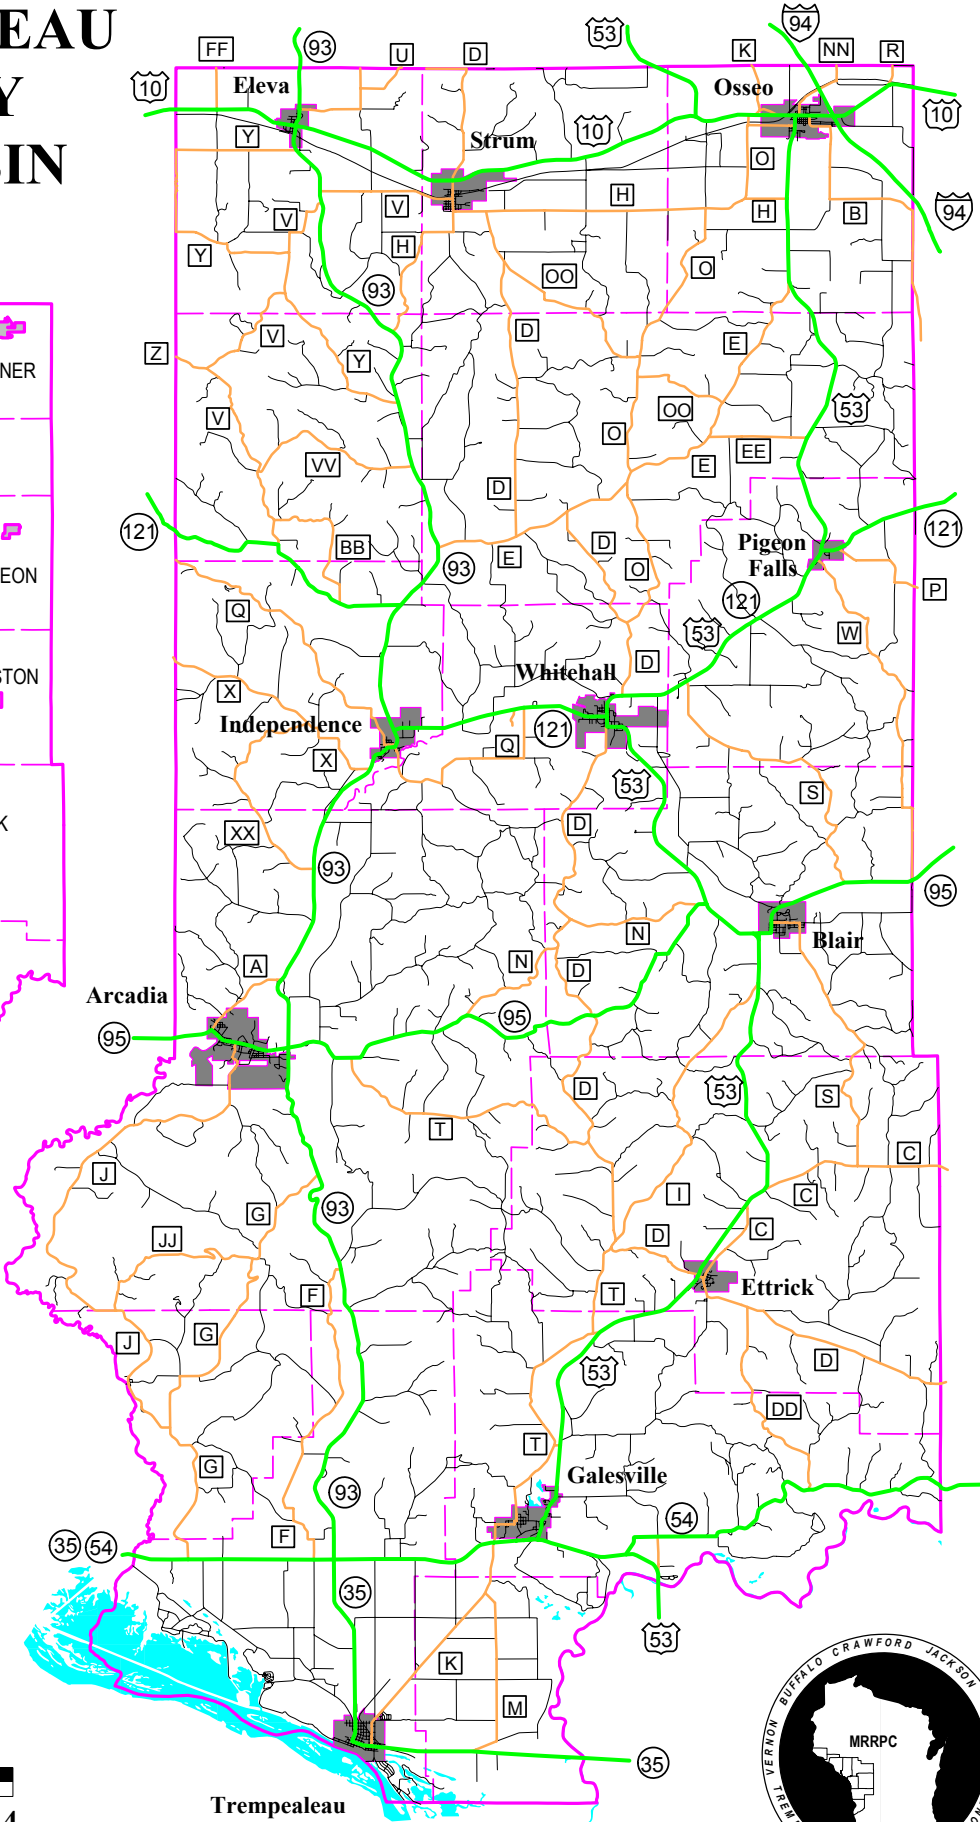 EAU
Y
SIN
FF
93
U
D
53
94
K
NN
R
10
Eleva
Osseo
10
Y
Strum
10
O
V
V
H
H
B
94
Y
H
OO
O
93
Z
V
Y
D
E
NER
V
OO
53
O
VV
E
EE
D
121
BB
E
D
Pigeon
Falls
121
93
O
EON
121
P
Q
53
W
D
STON
X
Whitehall
Independence
121
Q
X
53
S
K
XX
D
93
95
N
Blair
A
N
D
Arcadia
95
95
D
53
S
T
C
J
I
C
G
93
D
C
JJ
F
T
Ettrick
J
G
53
D
DD
T
G
Galesville
93
54
F
35 54
35
53
K
M
35
Trempealeau
4
VERNON BUFFALO CRAWFORD JACKSON
MRRPC